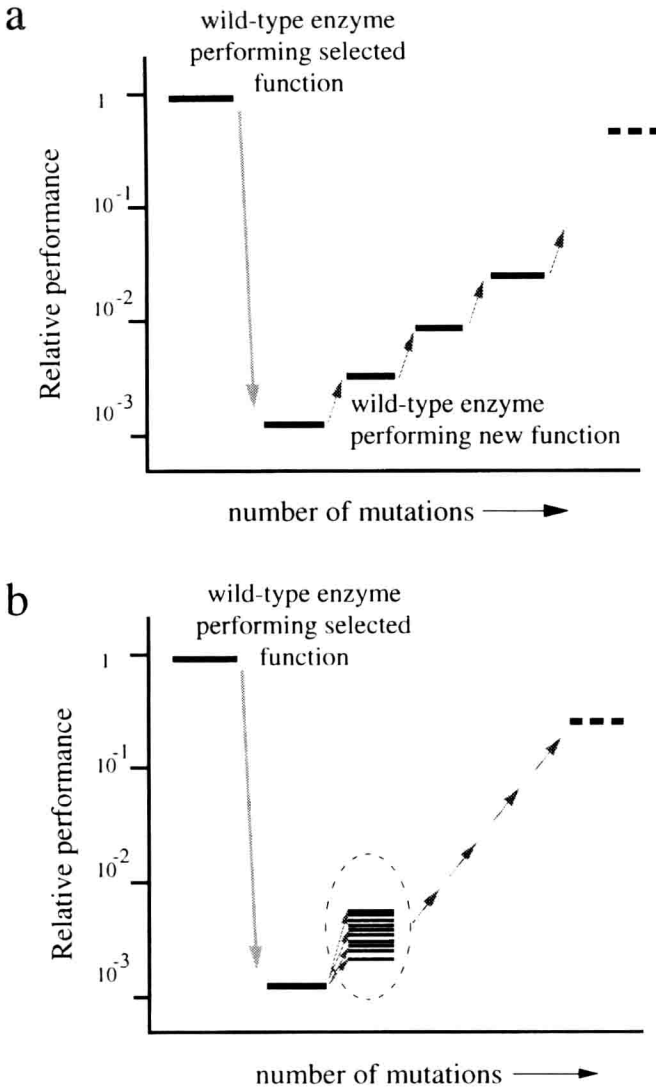 a
wild-type enzyme
performing selected
function
Relative performance
1
10-1
10-2
10-3
wild-type enzyme
performing new function
number of mutations
b
wild-type enzyme
performing selected
function
Relative performance
1
10-1
10-2
10-3
number of mutations